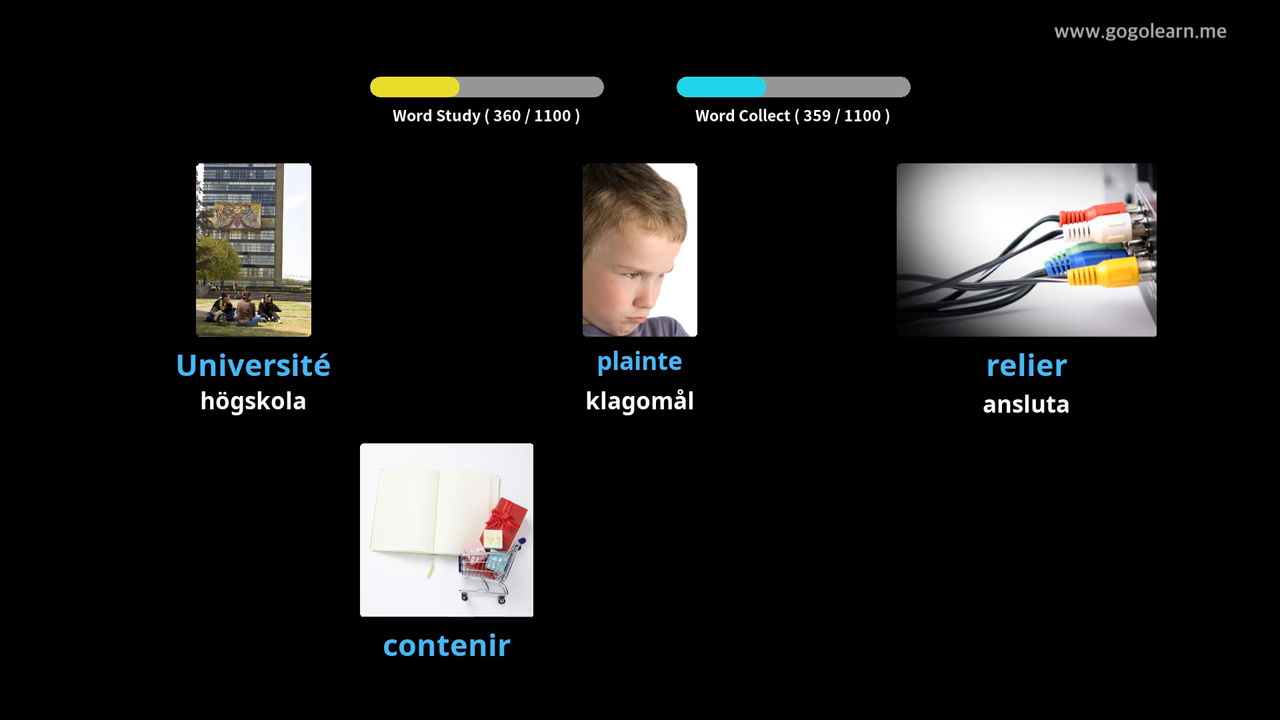 www.gogolearn.me
Word Study ( 360 / 1100 )
Word Collect ( 359 / 1100 )
Université
högskola
plainte
klagomål
relier
ansluta
contenir